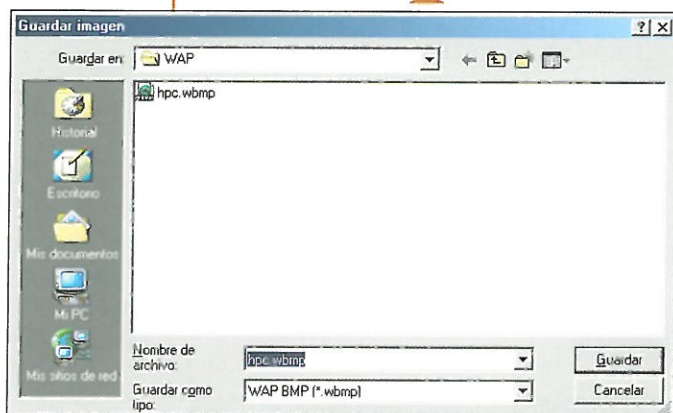 Guardar imagen
Guardar en: WAP
hpc.wbmp
Historial
Escritorio
Mis documentos
Mi PC
Mis sitios de red
Nombre de archivo: hpc.wbmp
Guardar
Guardar como tipo: WAP BMP (*.wbmp)
Cancelar